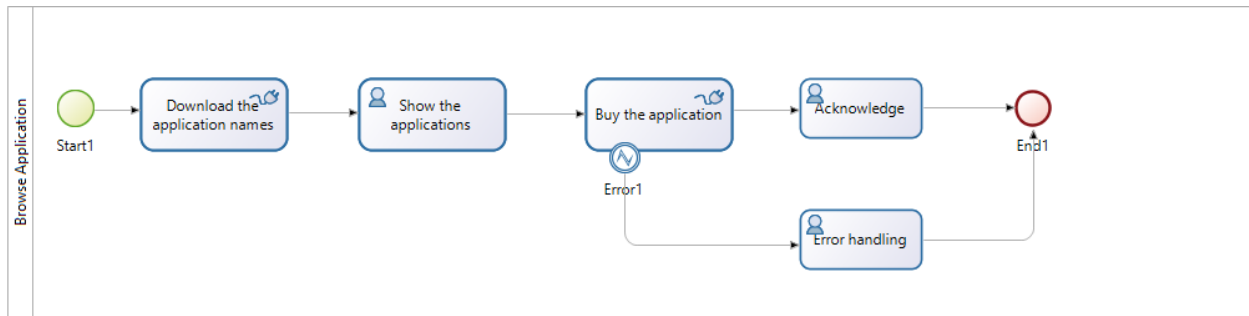 Browse Application
Start1
Download the
application names
Show the
applications
Buy the application
Error1
Acknowledge
End1
Error handling